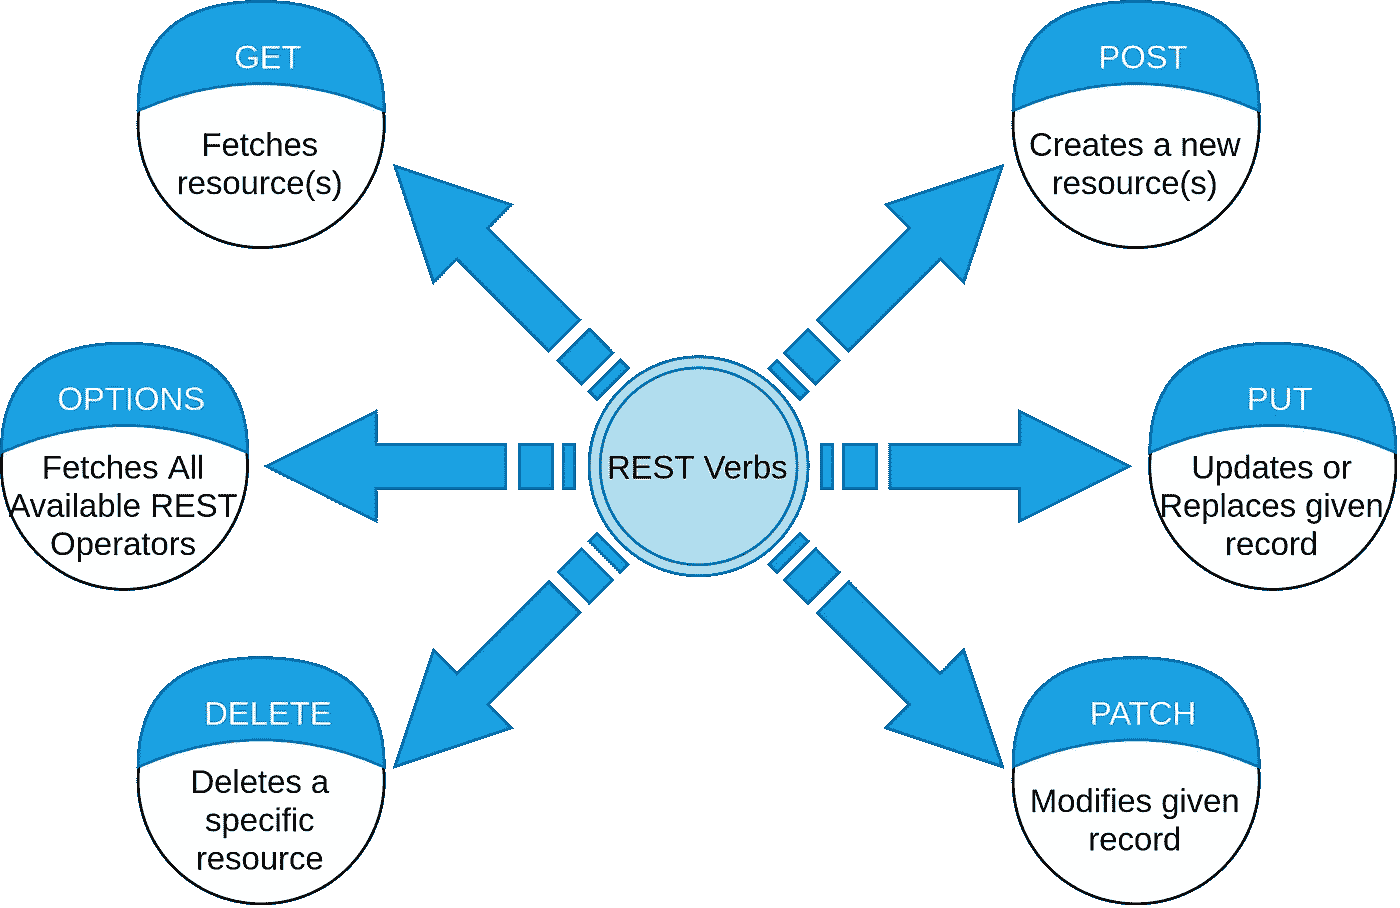 GET
Fetches
resource(s)
POST
Creates a new
resource(s)
OPTIONS
Fetches All
Available REST
Operators
REST Verbs
PUT
Updates or
Replaces given
record
DELETE
Deletes a
specific
resource
PATCH
Modifies given
record